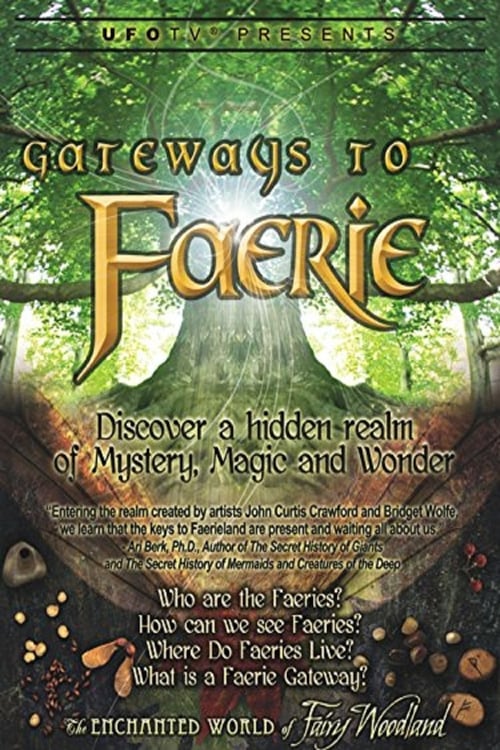 UFOTV® PRESENTS
GATEWAYS TO
FAERIE
Discover a hidden realm
of Mystery, Magic and Wonder
"Entering the realm created by artists John Curtis Crawford and Bridget Wolfe,
we learn that the keys to Faerieland are present and waiting all about us."
- Ari Berk, Ph.D., Author of The Secret History of Giants
and The Secret History of Mermaids and Creatures of the Deep
Who are the Faeries?
How can we see Faeries?
Where Do Faeries Live?
What is a Faerie Gateway?
The ENCHANTED WORLD of Fairy Woodland